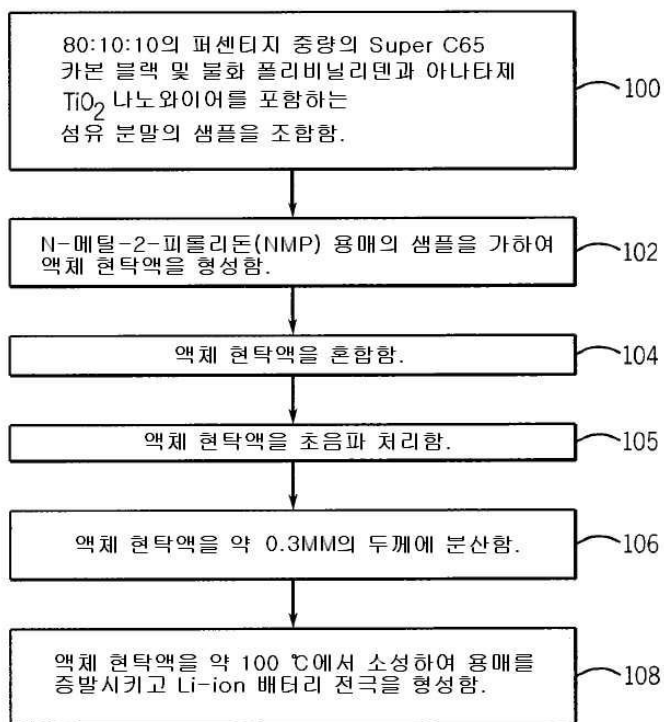 80:10:10의 퍼센티지 중량의 Super C65
카본 블랙 및 불화 폴리비닐리덴과 아나타제
TiO2 나노와이어를 포함하는
섬유 분말의 샘플을 조합함.
100
N-메틸-2-피롤리돈(NMP) 용매의 샘플을 가하여
액체 현탁액을 형성함.
102
액체 현탁액을 혼합함.
104
액체 현탁액을 초음파 처리함.
105
액체 현탁액을 약 0.3MM의 두께에 분산함.
106
액체 현탁액을 약 100 ℃에서 소성하여 용매를
증발시키고 Li-ion 배터리 전극을 형성함.
108